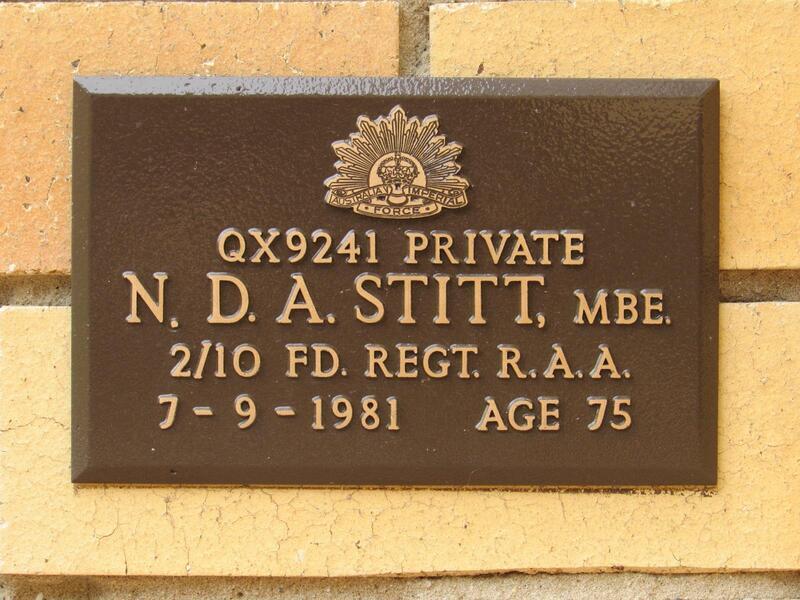 AUSTRALIAN IMPERIAL
FORCE
QX9241 PRIVATE
N. D. A. STITT, MBE.
2/10 FD. REGT. R.A.A.
7-9-1981 AGE 75